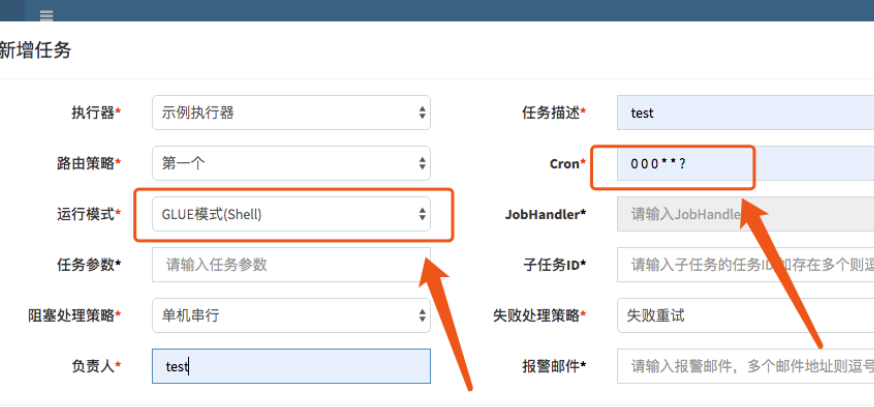 新增任务
执行器* 示例执行器 任务描述* test
路由策略* 第一个 Cron* 0 0 0 * * ?
运行模式* GLUE模式(Shell) JobHandler* 请输入JobHandle
任务参数* 请输入任务参数 子任务ID* 请输入子任务的任务ID 如存在多个则逗
阻塞处理策略* 单机串行 失败处理策略* 失败重试
负责人* test 报警邮件* 请输入报警邮件，多个邮件地址则逗号